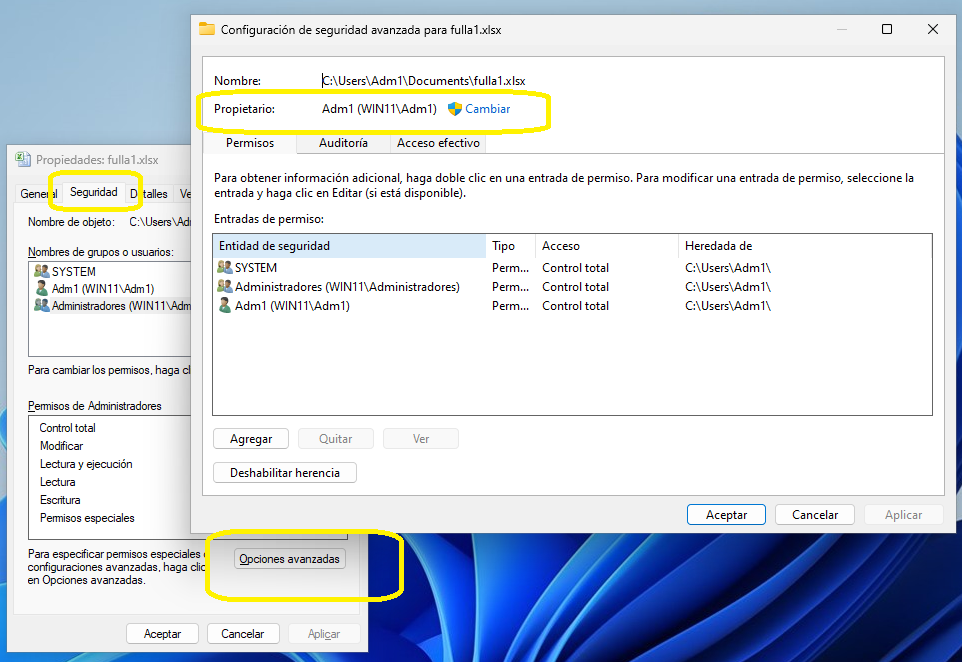 Configuración de seguridad avanzada para fulla1.xlsx
Nombre: C:\Users\Adm1\Documents\fulla1.xlsx
Propietario: Adm1 (WIN11\Adm1) Cambiar
Permisos Auditoría Acceso efectivo
Para obtener información adicional, haga doble clic en una entrada de permiso. Para modificar una entrada de permiso, seleccione la
entrada y haga clic en Editar (si está disponible).
Entradas de permiso:
Entidad de seguridad Tipo Acceso Heredada de
SYSTEM Perm... Control total C:\Users\Adm1\
Administradores (WIN11\Administradores) Perm... Control total C:\Users\Adm1\
Adm1 (WIN11\Adm1) Perm... Control total C:\Users\Adm1\
Agregar Quitar Ver
Deshabilitar herencia
Aceptar Cancelar Aplicar
Propiedades: fulla1.xlsx
General Seguridad Detalles Ve
Nombre de objeto: C:\Users\Ad
Nombres de grupos o usuarios:
SYSTEM
Adm1 (WIN11\Adm1)
Administradores (WIN11\Adm
Para cambiar los permisos, haga cl
Permisos de Administradores
Control total
Modificar
Lectura y ejecución
Lectura
Escritura
Permisos especiales
Para especificar permisos especiales
configuraciones avanzadas, haga clic
en Opciones avanzadas.
Opciones avanzadas
Aceptar Cancelar Aplicar